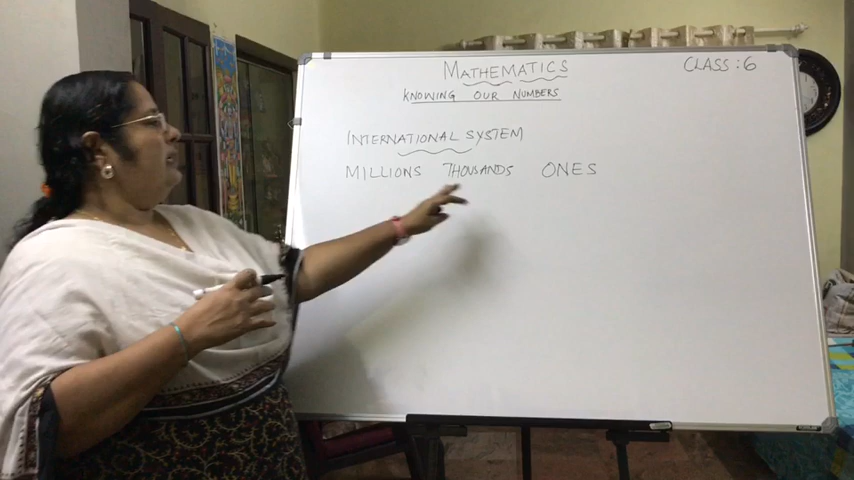 MATHEMATICS CLASS: 6
KNOWING OUR NUMBERS
INTERNATIONAL SYSTEM
MILLIONS THOUSANDS ONES